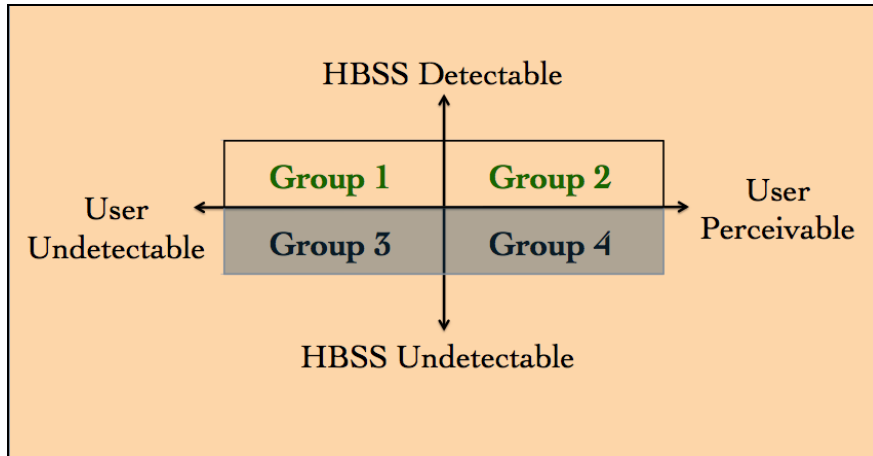 HBSS Detectable
Group 1
Group 2
User
Undetectable
User
Perceivable
Group 3
Group 4
HBSS Undetectable